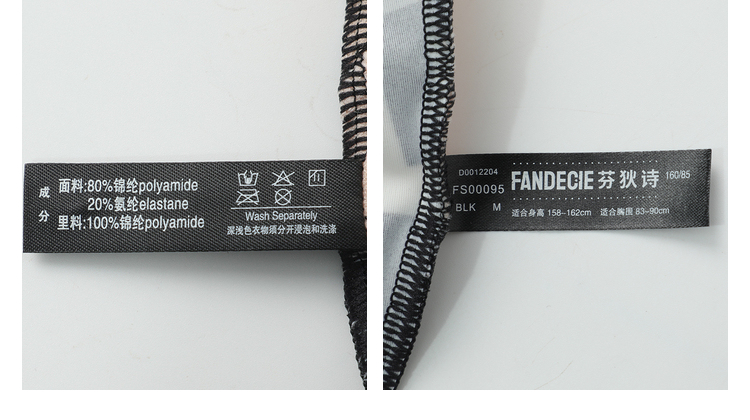 成分
面料:80%锦纶polyamide
20%氨纶elastane
里料:100%锦纶polyamide
Wash Separately
深浅色衣物须分开浸泡和洗涤
D0012204
FS00095
BLK M
FANDECIE 芬狄诗 160/85
适合身高 158-162cm 适合胸围 83-90cm